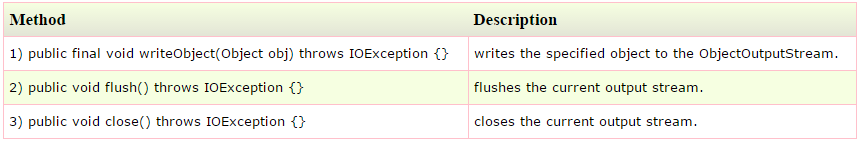 Method Description
1) public final void writeObject(Object obj) throws IOException {} writes the specified object to the ObjectOutputStream.
2) public void flush() throws IOException {} flushes the current output stream.
3) public void close() throws IOException {} closes the current output stream.